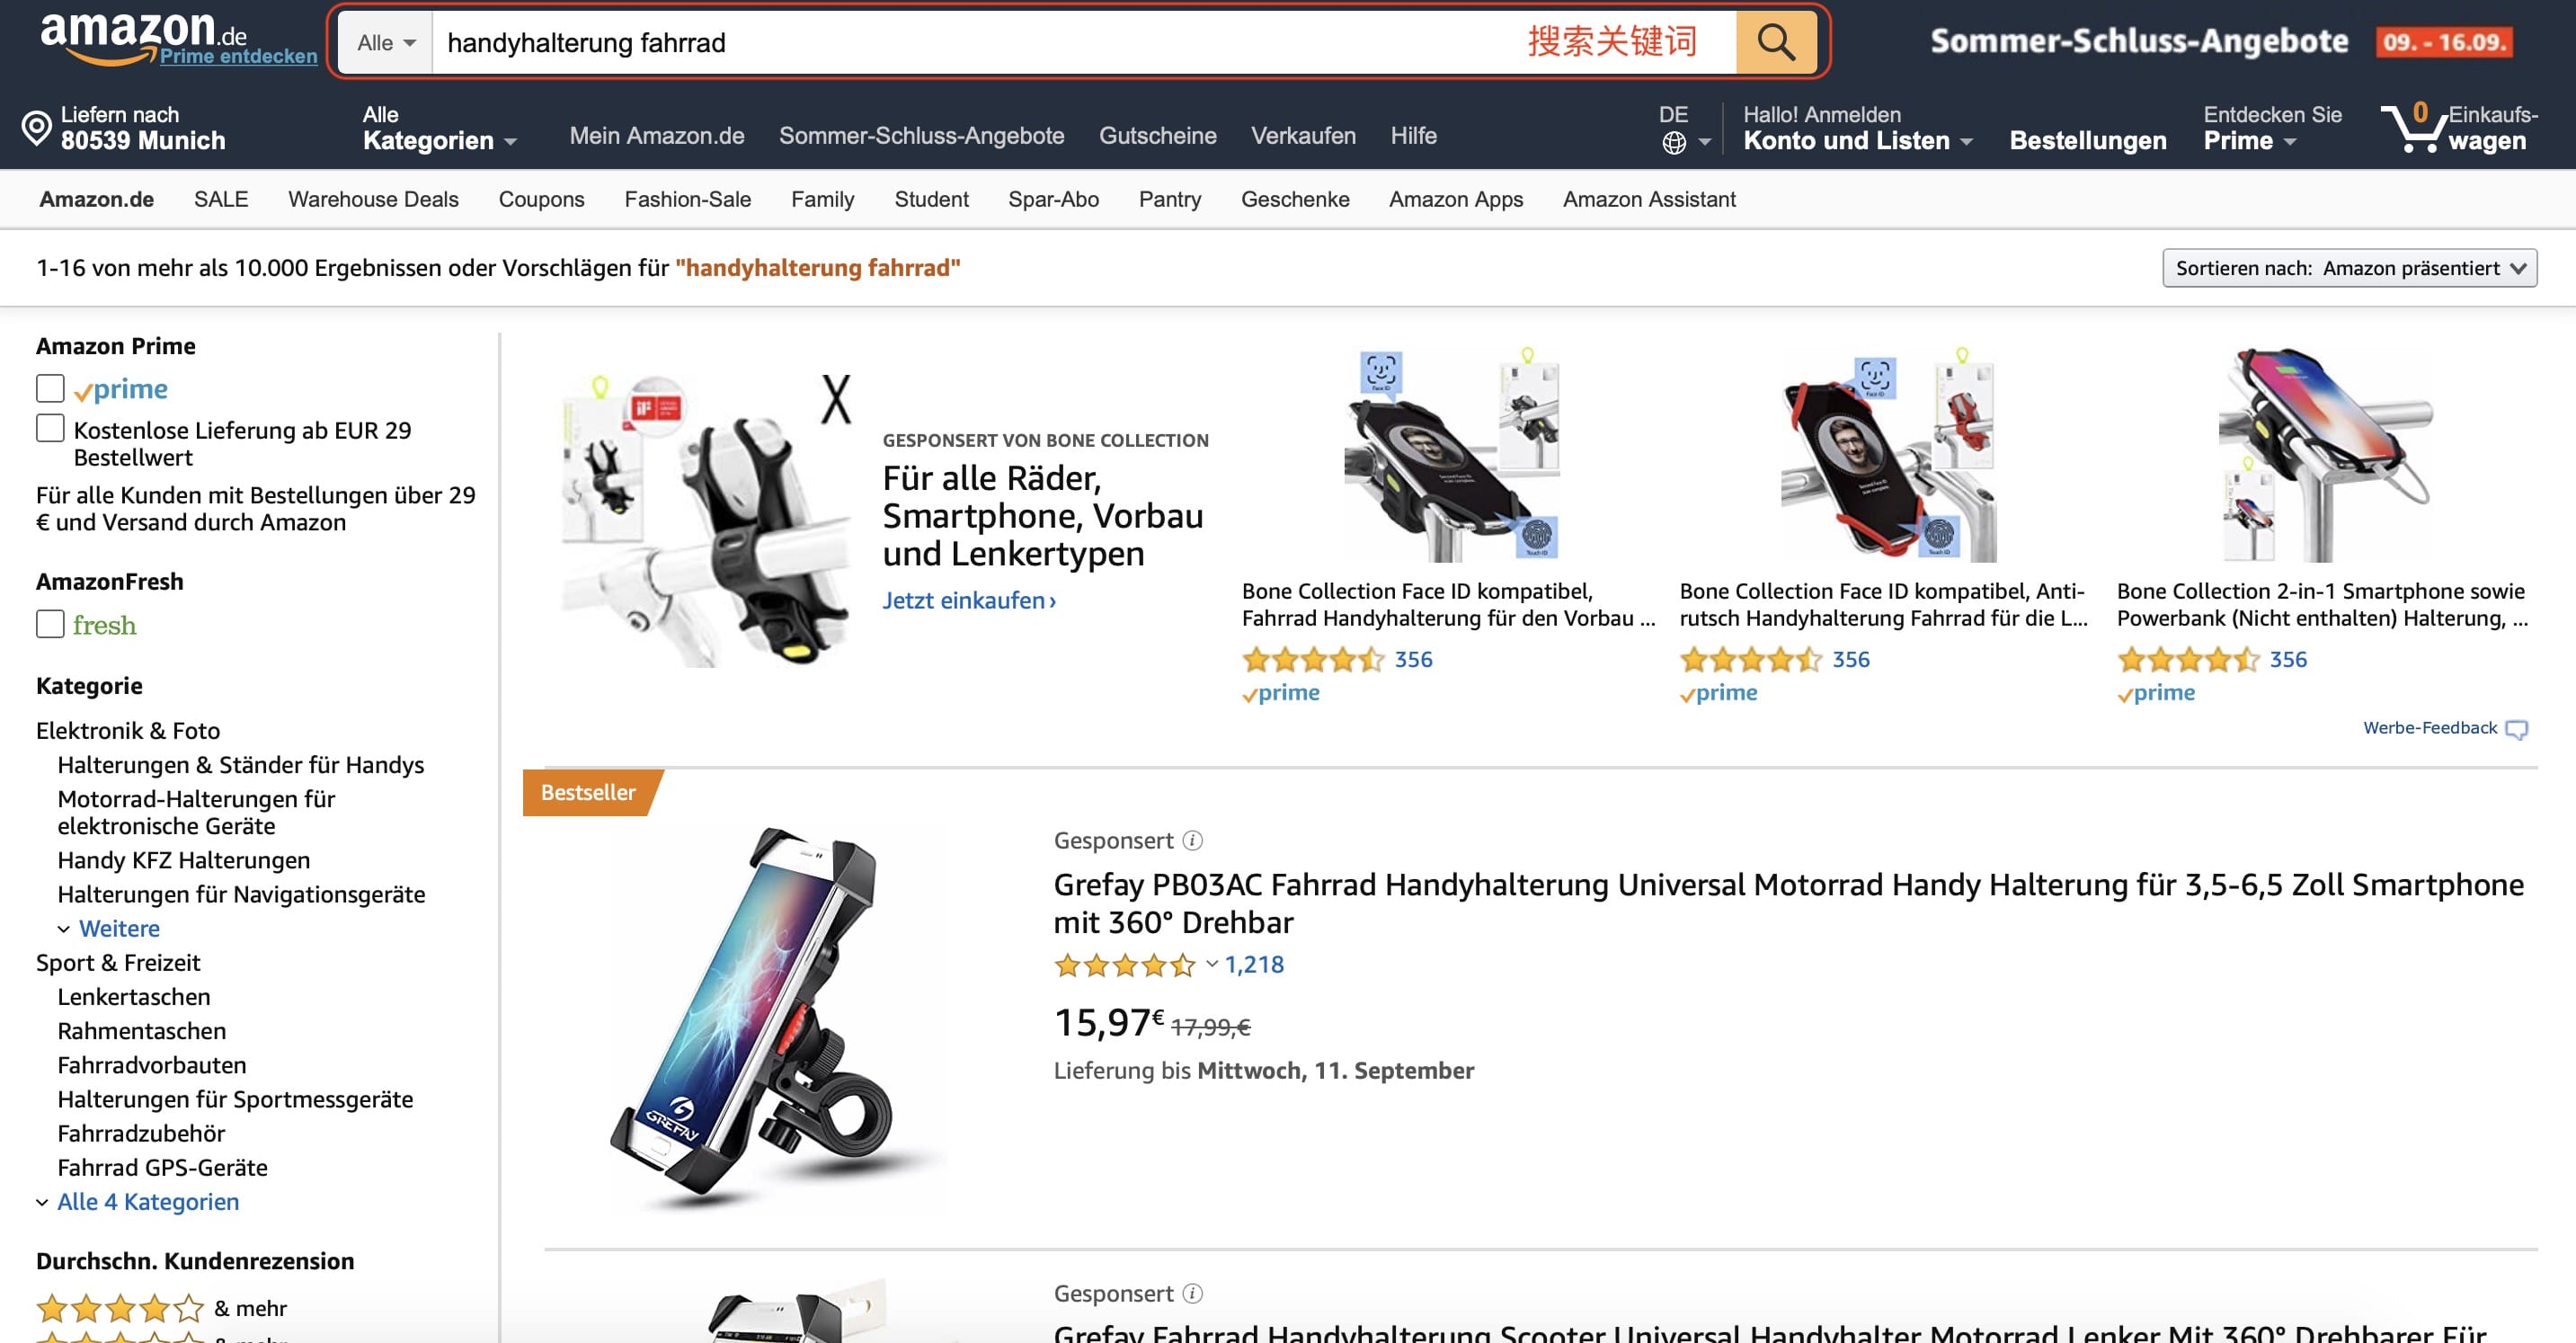 amazon.de
Prime entdecken
Alle
handyhalterung fahrrad
搜索关键词
Sommer-Schluss-Angebote
09. - 16.09.
Liefern nach
80539 Munich
Alle
Kategorien
Mein Amazon.de
Sommer-Schluss-Angebote
Gutscheine
Verkaufen
Hilfe
DE
Hallo! Anmelden
Konto und Listen
Bestellungen
Entdecken Sie
Prime
0
Einkaufs-
wagen
Amazon.de
SALE
Warehouse Deals
Coupons
Fashion-Sale
Family
Student
Spar-Abo
Pantry
Geschenke
Amazon Apps
Amazon Assistant
1-16 von mehr als 10.000 Ergebnissen oder Vorschlägen für "handyhalterung fahrrad"
Sortieren nach: Amazon präsentiert
Amazon Prime
prime
Kostenlose Lieferung ab EUR 29
Bestellwert
Für alle Kunden mit Bestellungen über 29
€ und Versand durch Amazon
AmazonFresh
fresh
Kategorie
Elektronik & Foto
Halterungen & Ständer für Handys
Motorrad-Halterungen für
elektronische Geräte
Handy KFZ Halterungen
Halterungen für Navigationsgeräte
Weitere
Sport & Freizeit
Lenkertaschen
Rahmentaschen
Fahrradvorbauten
Halterungen für Sportmessgeräte
Fahrradzubehör
Fahrrad GPS-Geräte
Alle 4 Kategorien
Durchschn. Kundenrezension
& mehr
X
GESPONSERT VON BONE COLLECTION
Für alle Räder,
Smartphone, Vorbau
und Lenkertypen
Jetzt einkaufen ›
Face ID
Touch ID
Bone Collection Face ID kompatibel,
Fahrrad Handyhalterung für den Vorbau ...
356
prime
Face ID
Touch ID
Bone Collection Face ID kompatibel, Anti-
rutsch Handyhalterung Fahrrad für die L...
356
prime
Bone Collection 2-in-1 Smartphone sowie
Powerbank (Nicht enthalten) Halterung, ...
356
prime
Werbe-Feedback
Bestseller
GREFAY
Gesponsert
Grefay PB03AC Fahrrad Handyhalterung Universal Motorrad Handy Halterung für 3,5-6,5 Zoll Smartphone
mit 360° Drehbar
1,218
15,97€ 17,99,€
Lieferung bis Mittwoch, 11. September
Gesponsert
Grefay Fahrrad Handyhalterung Scooter Universal Handyhalter Motorrad Lenker Mit 360° Drehbarer Für